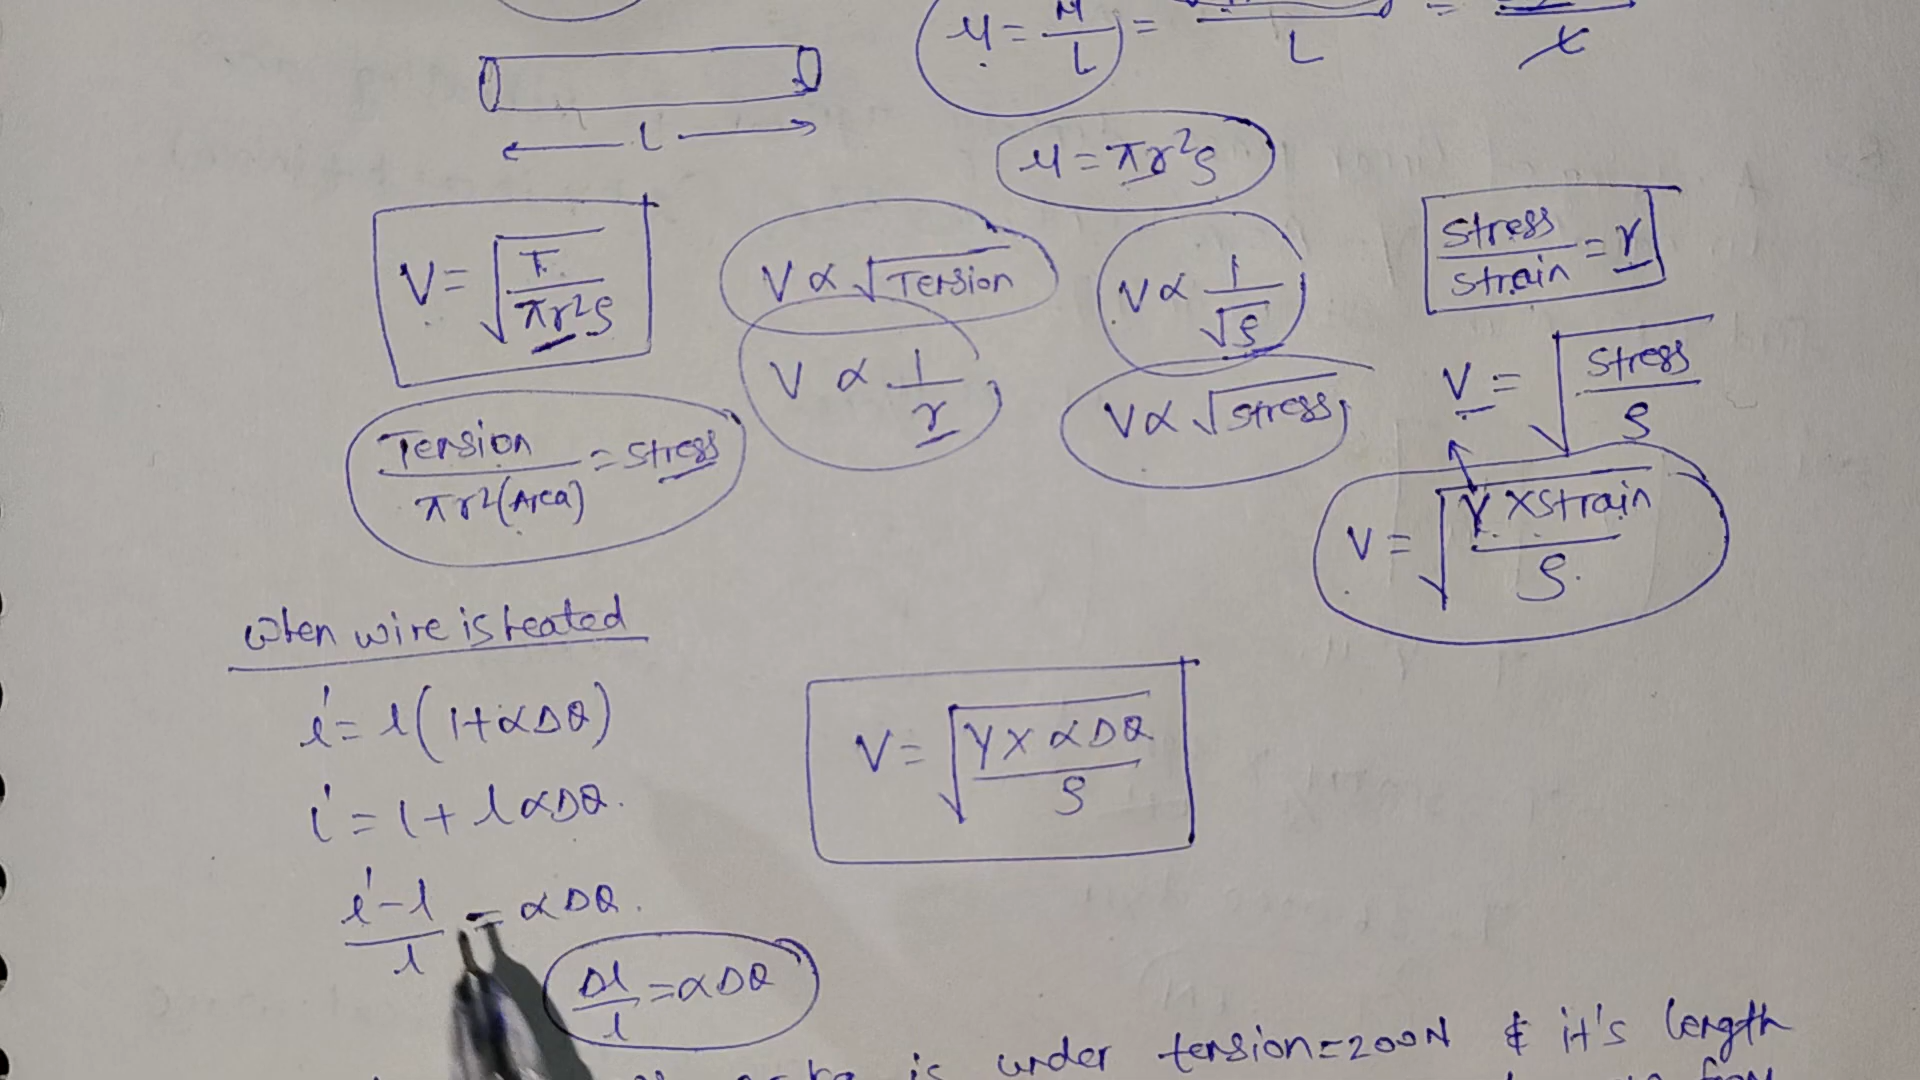 μ = M/L = /L = /x
L
μ = πr²ρ
V = √(T/πr²ρ)
V ∝ √Tension
V ∝ 1/√ρ
Stress/Strain = Y
V ∝ 1/r
V ∝ √stress
V = √(Stress/ρ)
Tension/πr²(Area) = stress
V = √(Y x strain/ρ)
when wire is heated
l' = l(1+αΔθ)
V = √(Y x αΔθ/ρ)
l' = l + lαΔθ.
l'-l/l = αΔθ.
Δl/l = αΔθ
is under tension=200N & it's length